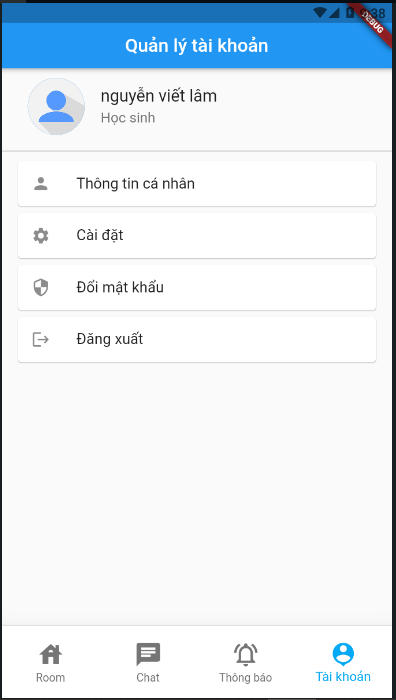 DEBUG
Quản lý tài khoản
nguyễn viết lâm
Học sinh
Thông tin cá nhân
Cài đặt
Đổi mật khẩu
Đăng xuất
Room
Chat
Thông báo
Tài khoản